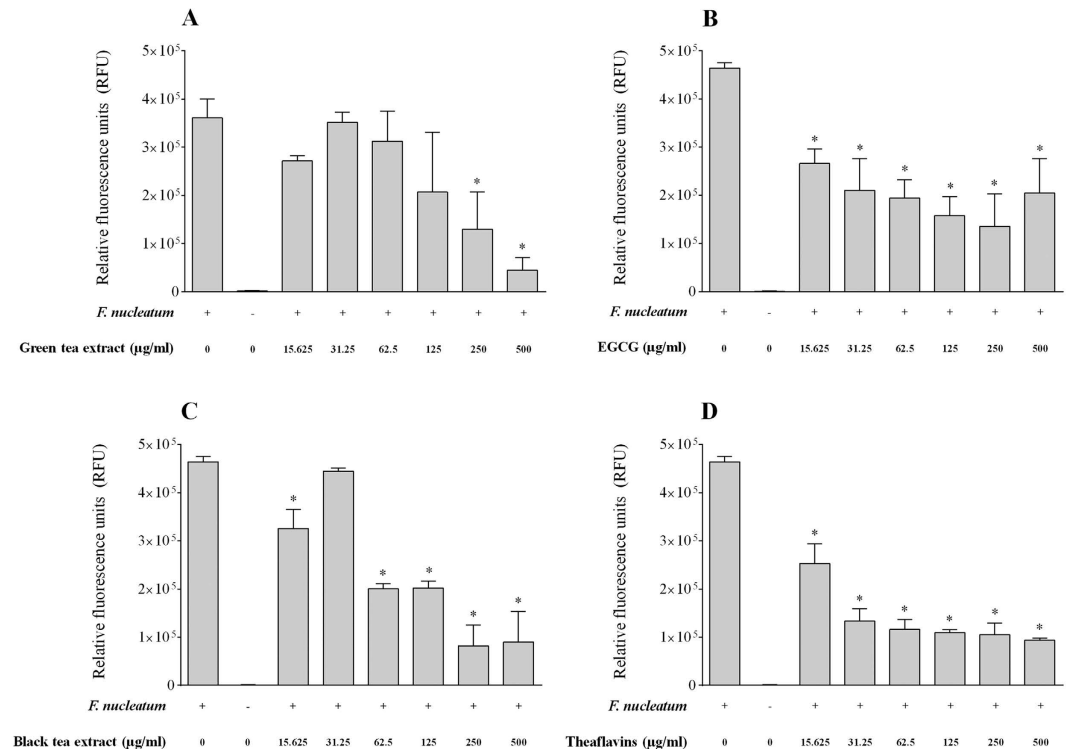 A
Relative fluorescence units (RFU)
5×10⁵
4×10⁵
3×10⁵
2×10⁵
1×10⁵
0
* *
F. nucleatum + - + + + + + +
Green tea extract (µg/ml) 0 0 15.625 31.25 62.5 125 250 500
B
Relative fluorescence units (RFU)
5×10⁵
4×10⁵
3×10⁵
2×10⁵
1×10⁵
0
* * * * * *
F. nucleatum + - + + + + + +
EGCG (µg/ml) 0 0 15.625 31.25 62.5 125 250 500
C
Relative fluorescence units (RFU)
5×10⁵
4×10⁵
3×10⁵
2×10⁵
1×10⁵
0
* * * * *
F. nucleatum + - + + + + + +
Black tea extract (µg/ml) 0 0 15.625 31.25 62.5 125 250 500
D
Relative fluorescence units (RFU)
5×10⁵
4×10⁵
3×10⁵
2×10⁵
1×10⁵
0
* * * * * *
F. nucleatum + - + + + + + +
Theaflavins (µg/ml) 0 0 15.625 31.25 62.5 125 250 500